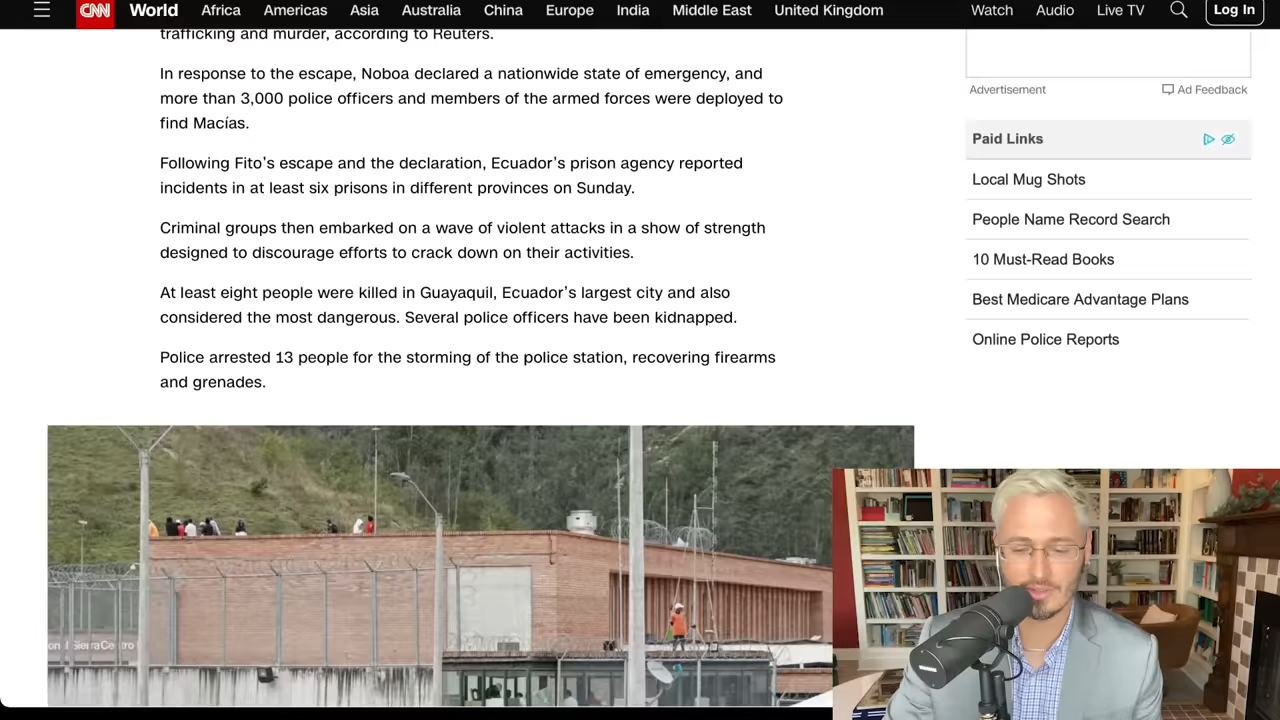 CNN World Africa Americas Asia Australia China Europe India Middle East United Kingdom Watch Audio Live TV Log In
trafficking and murder, according to Reuters.
In response to the escape, Noboa declared a nationwide state of emergency, and
more than 3,000 police officers and members of the armed forces were deployed to
find Macías.
Following Fito’s escape and the declaration, Ecuador’s prison agency reported
incidents in at least six prisons in different provinces on Sunday.
Criminal groups then embarked on a wave of violent attacks in a show of strength
designed to discourage efforts to crack down on their activities.
At least eight people were killed in Guayaquil, Ecuador’s largest city and also
considered the most dangerous. Several police officers have been kidnapped.
Police arrested 13 people for the storming of the police station, recovering firearms
and grenades.
Advertisement Ad Feedback
Paid Links
Local Mug Shots
People Name Record Search
10 Must-Read Books
Best Medicare Advantage Plans
Online Police Reports